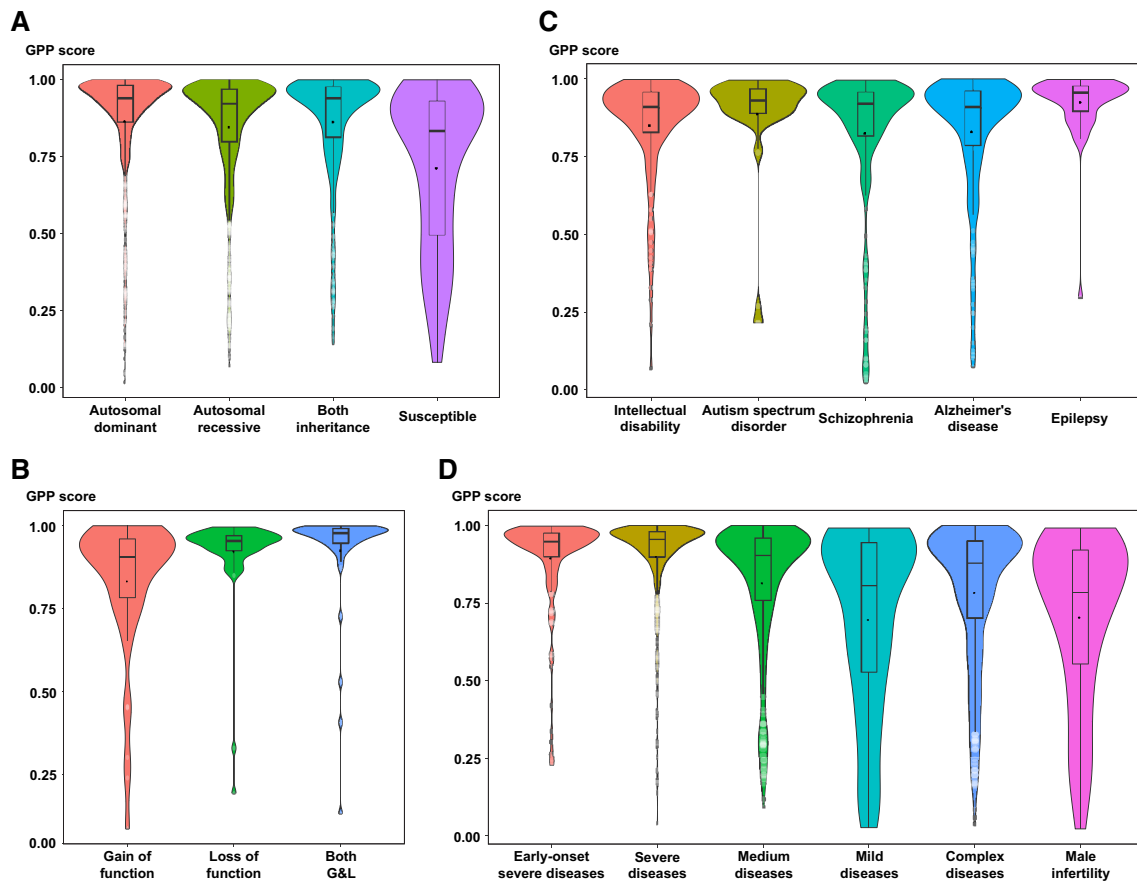 A
GPP score
1.00
0.75
0.50
0.25
0.00
Autosomal
dominant
Autosomal
recessive
Both
inheritance
Susceptible
C
GPP score
1.00
0.75
0.50
0.25
0.00
Intellectual
disability
Autism spectrum
disorder
Schizophrenia
Alzheimer's
disease
Epilepsy
B
GPP score
1.00
0.75
0.50
0.25
0.00
Gain of
function
Loss of
function
Both
G&L
D
GPP score
1.00
0.75
0.50
0.25
0.00
Early-onset
severe diseases
Severe
diseases
Medium
diseases
Mild
diseases
Complex
diseases
Male
infertility